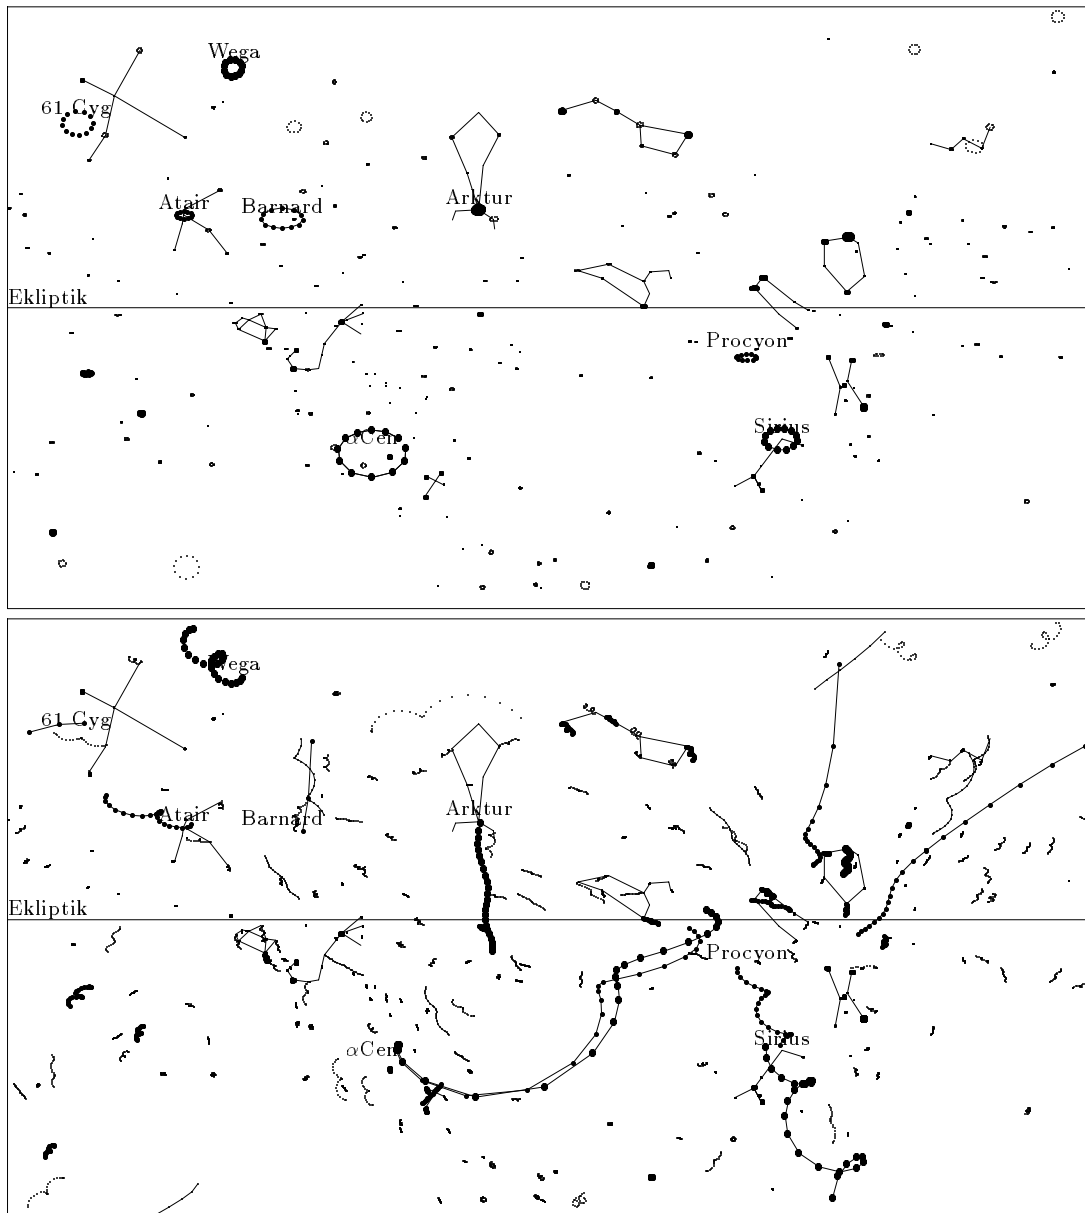 Wega
61 Cyg
Atair
Barnard
Arktur
Ekliptik
Procyon
αCen
Sirius
Wega
61 Cyg
Atair
Barnard
Arktur
Ekliptik
Procyon
αCen
Sirius